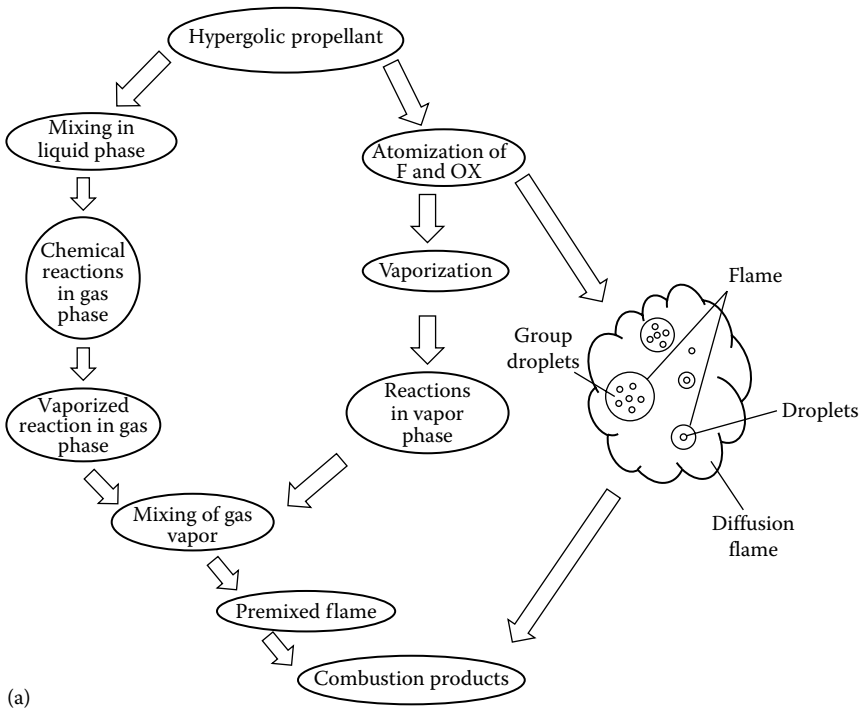 Hypergolic propellant
Mixing in
liquid phase
Atomization of
F and OX
Chemical
reactions
in gas
phase
Vaporization
Flame
Group
droplets
Vaporized
reaction in gas
phase
Reactions
in vapor
phase
Droplets
Mixing of gas
vapor
Diffusion
flame
Premixed flame
Combustion products
(a)